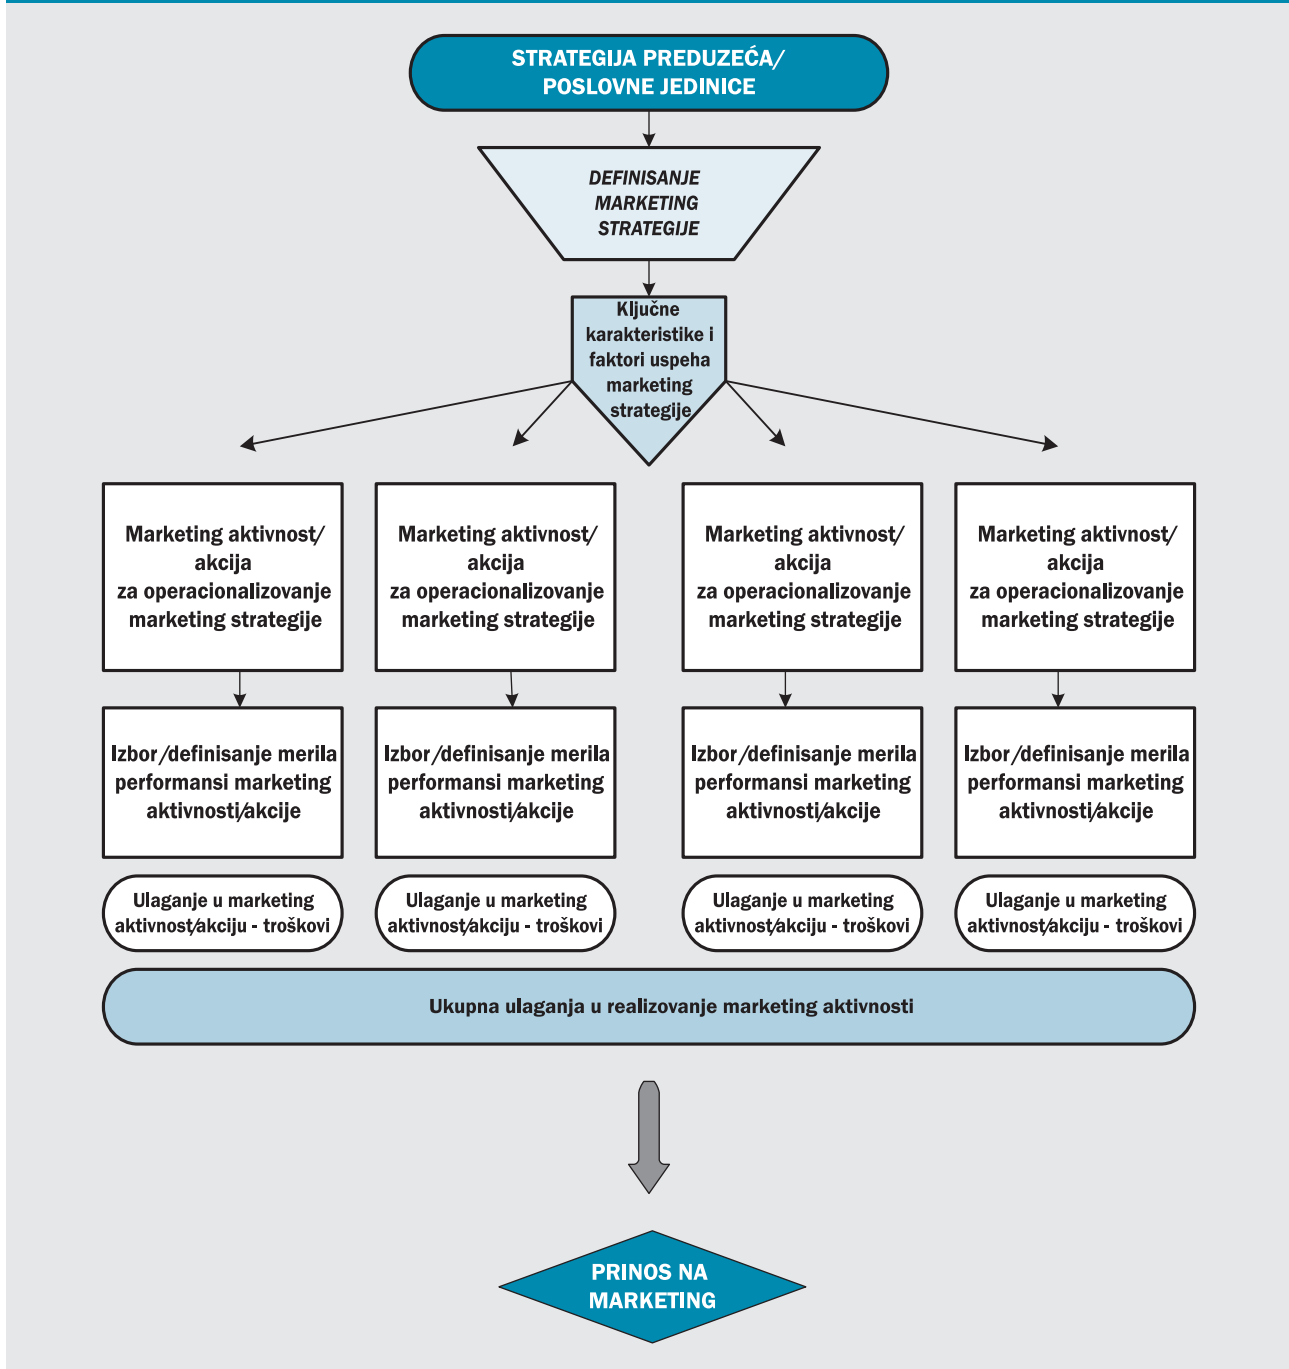 STRATEGIJA PREDUZEĆA/
POSLOVNE JEDINICE
DEFINISANJE
MARKETING
STRATEGIJE
Ključne
karakteristike i
faktori uspeha
marketing
strategije
Marketing aktivnost/
akcija
za operacionalizovanje
marketing strategije
Marketing aktivnost/
akcija
za operacionalizovanje
marketing strategije
Marketing aktivnost/
akcija
za operacionalizovanje
marketing strategije
Marketing aktivnost/
akcija
za operacionalizovanje
marketing strategije
Izbor/definisanje merila
performansi marketing
aktivnosti/akcije
Izbor/definisanje merila
performansi marketing
aktivnosti/akcije
Izbor/definisanje merila
performansi marketing
aktivnosti/akcije
Izbor/definisanje merila
performansi marketing
aktivnosti/akcije
Ulaganje u marketing
aktivnost/akciju - troškovi
Ulaganje u marketing
aktivnost/akciju - troškovi
Ulaganje u marketing
aktivnost/akciju - troškovi
Ulaganje u marketing
aktivnost/akciju - troškovi
Ukupna ulaganja u realizovanje marketing aktivnosti
PRINOS NA
MARKETING